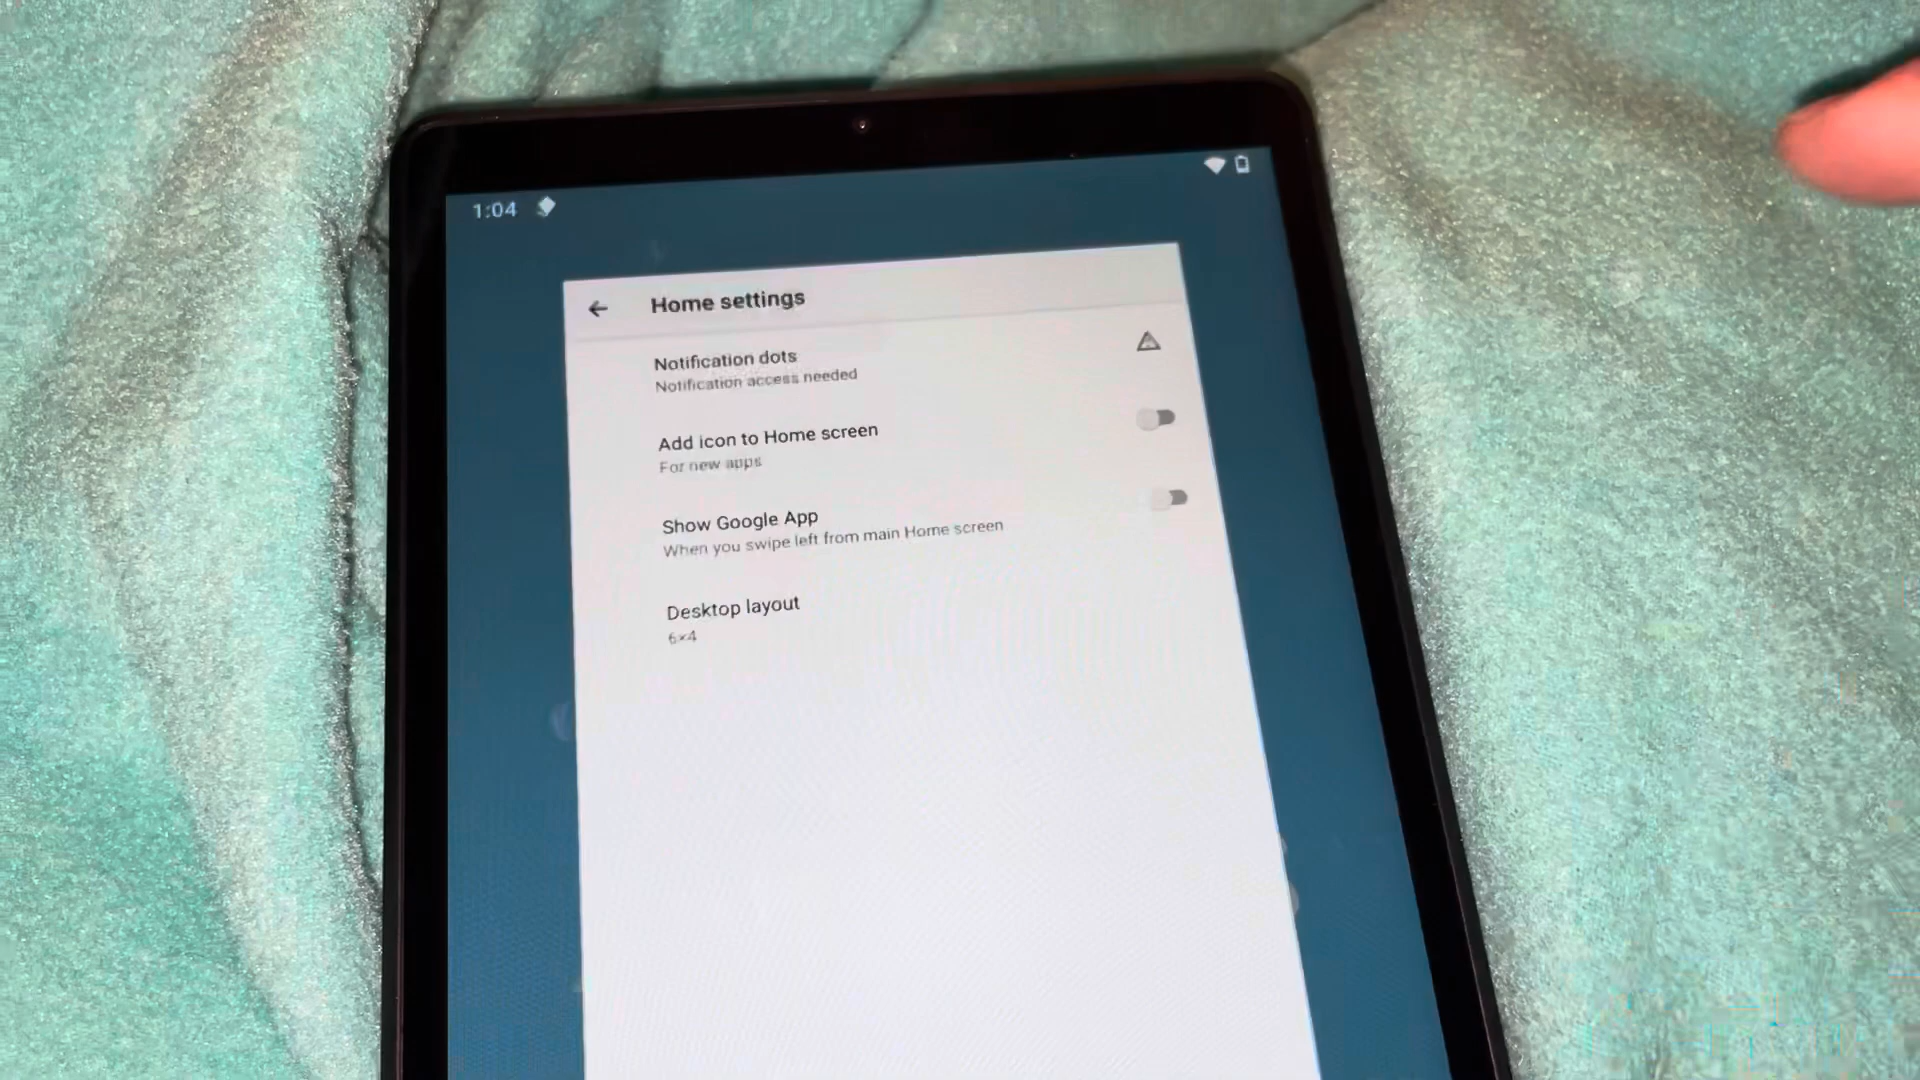 1:04
Home settings
Notification dots
Notification access needed
Add icon to Home screen
For new apps
Show Google App
When you swipe left from main Home screen
Desktop layout
6×4